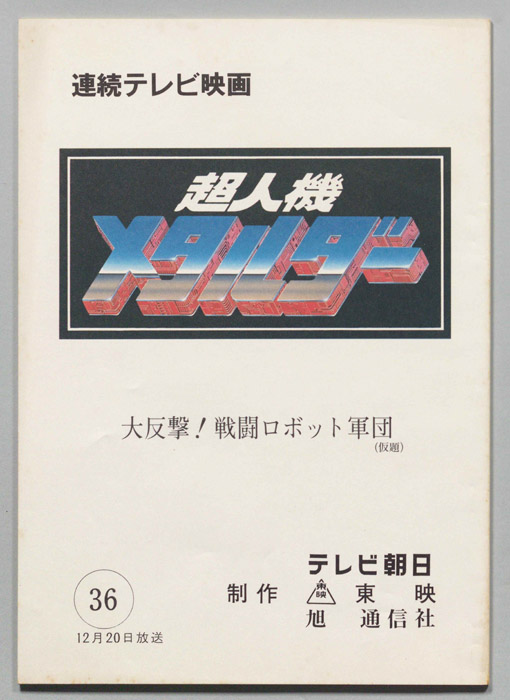 連続テレビ映画
超人機
メタルダー
大反撃！戦闘ロボット軍団
(仮題)
テレビ朝日
制作 東映 東映
旭通信社
36
12月20日放送